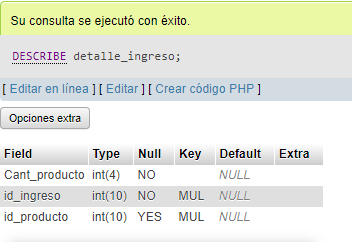 Su consulta se ejecutó con éxito.
DESCRIBE detalle_ingreso;
[ Editar en línea ] [ Editar ] [ Crear código PHP ]
Opciones extra
Field Type Null Key Default Extra
Cant_producto int(4) NO NULL
id_ingreso int(10) NO MUL NULL
id_producto int(10) YES MUL NULL